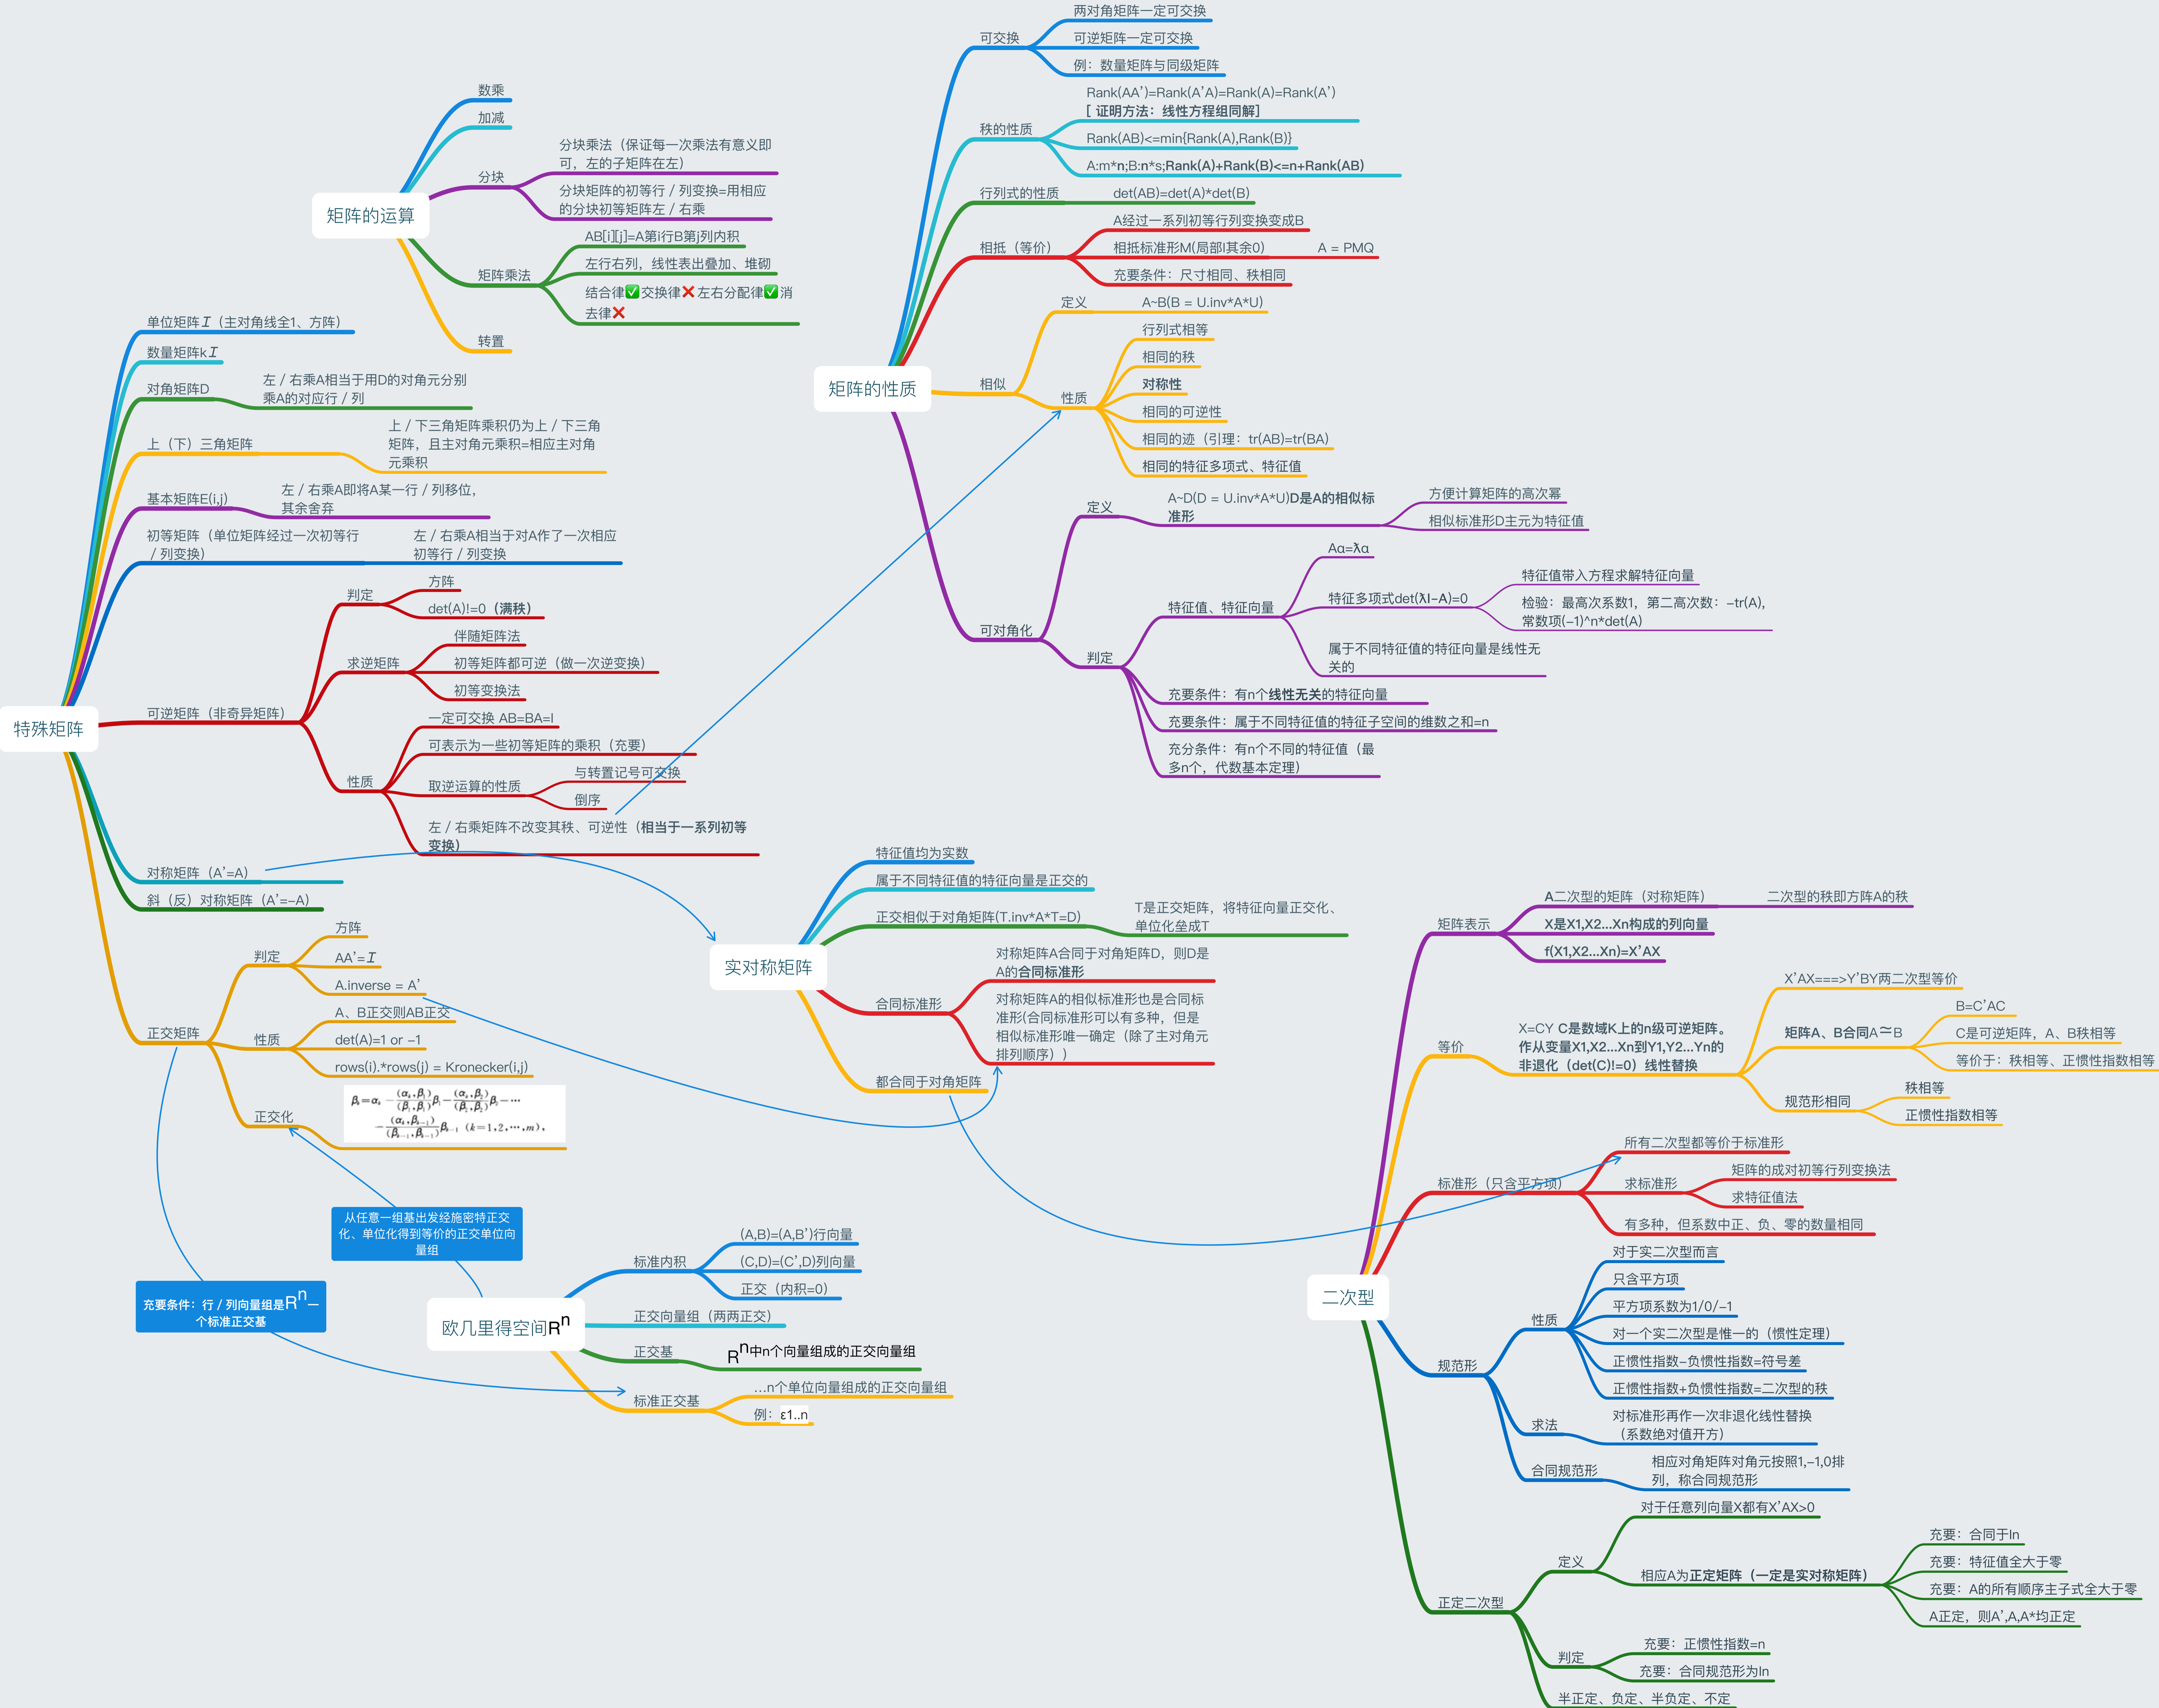 矩阵的运算
数乘
加减
分块
分块乘法（保证每一次乘法有意义即
可，左的子矩阵在左）
分块矩阵的初等行／列变换=用相应
的分块初等矩阵左／右乘
矩阵乘法
AB[i][j]=A第i行B第j列内积
左行右列，线性表出叠加、堆砌
结合律✅交换律❌左右分配律✅消
去律❌
转置
特殊矩阵
单位矩阵I（主对角线全1、方阵）
数量矩阵kI
对角矩阵D
左／右乘A相当于用D的对角元分别
乘A的对应行／列
上（下）三角矩阵
上／下三角矩阵乘积仍为上／下三角
矩阵，且主对角元乘积=相应主对角
元乘积
基本矩阵E(i,j)
左／右乘A即将A某一行／列移位，
其余舍弃
初等矩阵（单位矩阵经过一次初等行
／列变换）
左／右乘A相当于对A作了一次相应
初等行／列变换
可逆矩阵（非奇异矩阵）
判定
方阵
det(A)!=0（满秩）
求逆矩阵
伴随矩阵法
初等矩阵都可逆（做一次逆变换）
初等变换法
性质
一定可交换 AB=BA=I
可表示为一些初等矩阵的乘积（充要）
取逆运算的性质
与转置记号可交换
倒序
左／右乘矩阵不改变其秩、可逆性（相当于一系列初等
变换）
对称矩阵（A'=A）
斜（反）对称矩阵（A'=-A）
正交矩阵
判定
方阵
AA'=I
A.inverse = A'
性质
A、B正交则AB正交
det(A)=1 or -1
rows(i).*rows(j) = Kronecker(i,j)
正交化
βₖ=αₖ-(αₖ,β₁)/(β₁,β₁)β₁-(αₖ,β₂)/(β₂,β₂)β₂-…
-(αₖ,βₖ₋₁)/(βₖ₋₁,βₖ₋₁)βₖ₋₁ (k=1,2,…,m).
从任意一组基出发经施密特正交
化、单位化得到等价的正交单位向
量组
充要条件：行／列向量组是Rⁿ一
个标准正交基
矩阵的性质
可交换
两对角矩阵一定可交换
可逆矩阵一定可交换
例：数量矩阵与同级矩阵
秩的性质
Rank(AA')=Rank(A'A)=Rank(A)=Rank(A')
[ 证明方法：线性方程组同解]
Rank(AB)<=min{Rank(A),Rank(B)}
A:m*n;B:n*s;Rank(A)+Rank(B)<=n+Rank(AB)
行列式的性质
det(AB)=det(A)*det(B)
相抵（等价）
A经过一系列初等行列变换变成B
相抵标准形M(局部I其余0)
A = PMQ
充要条件：尺寸相同、秩相同
相似
定义
A~B(B = U.inv*A*U)
性质
行列式相等
相同的秩
对称性
相同的可逆性
相同的迹（引理：tr(AB)=tr(BA)
相同的特征多项式、特征值
可对角化
定义
A~D(D = U.inv*A*U)D是A的相似标
准形
方便计算矩阵的高次幂
相似标准形D主元为特征值
判定
特征值、特征向量
Aα=λα
特征多项式det(λI-A)=0
特征值带入方程求解特征向量
检验：最高次系数1，第二高次数：-tr(A),
常数项(-1)^n*det(A)
属于不同特征值的特征向量是线性无
关的
充要条件：有n个线性无关的特征向量
充要条件：属于不同特征值的特征子空间的维数之和=n
充分条件：有n个不同的特征值（最
多n个，代数基本定理）
实对称矩阵
特征值均为实数
属于不同特征值的特征向量是正交的
正交相似于对角矩阵(T.inv*A*T=D)
T是正交矩阵，将特征向量正交化、
单位化垒成T
合同标准形
对称矩阵A合同于对角矩阵D，则D是
A的合同标准形
对称矩阵A的相似标准形也是合同标
准形(合同标准形可以有多种，但是
相似标准形唯一确定（除了主对角元
排列顺序）)
都合同于对角矩阵
欧几里得空间Rⁿ
标准内积
(A,B)=(A,B')行向量
(C,D)=(C',D)列向量
正交（内积=0）
正交向量组（两两正交）
正交基
Rⁿ中n个向量组成的正交向量组
标准正交基
...n个单位向量组成的正交向量组
例：ε1..n
二次型
矩阵表示
A二次型的矩阵（对称矩阵）
二次型的秩即方阵A的秩
X是X1,X2...Xn构成的列向量
f(X1,X2...Xn)=X'AX
等价
X=CY C是数域K上的n级可逆矩阵。
作从变量X1,X2...Xn到Y1,Y2...Yn的
非退化（det(C)!=0）线性替换
X'AX===>Y'BY两二次型等价
矩阵A、B合同A≃B
B=C'AC
C是可逆矩阵，A、B秩相等
等价于：秩相等、正惯性指数相等
规范形相同
秩相等
正惯性指数相等
标准形（只含平方项）
所有二次型都等价于标准形
求标准形
矩阵的成对初等行列变换法
求特征值法
有多种，但系数中正、负、零的数量相同
规范形
性质
对于实二次型而言
只含平方项
平方项系数为1/0/-1
对一个实二次型是惟一的（惯性定理）
正惯性指数-负惯性指数=符号差
正惯性指数+负惯性指数=二次型的秩
求法
对标准形再作一次非退化线性替换
（系数绝对值开方）
合同规范形
相应对角矩阵对角元按照1,-1,0排
列，称合同规范形
正定二次型
定义
对于任意列向量X都有X'AX>0
相应A为正定矩阵（一定是实对称矩阵）
充要：合同于In
充要：特征值全大于零
充要：A的所有顺序主子式全大于零
A正定，则A',A,A*均正定
判定
充要：正惯性指数=n
充要：合同规范形为In
半正定、负定、半负定、不定